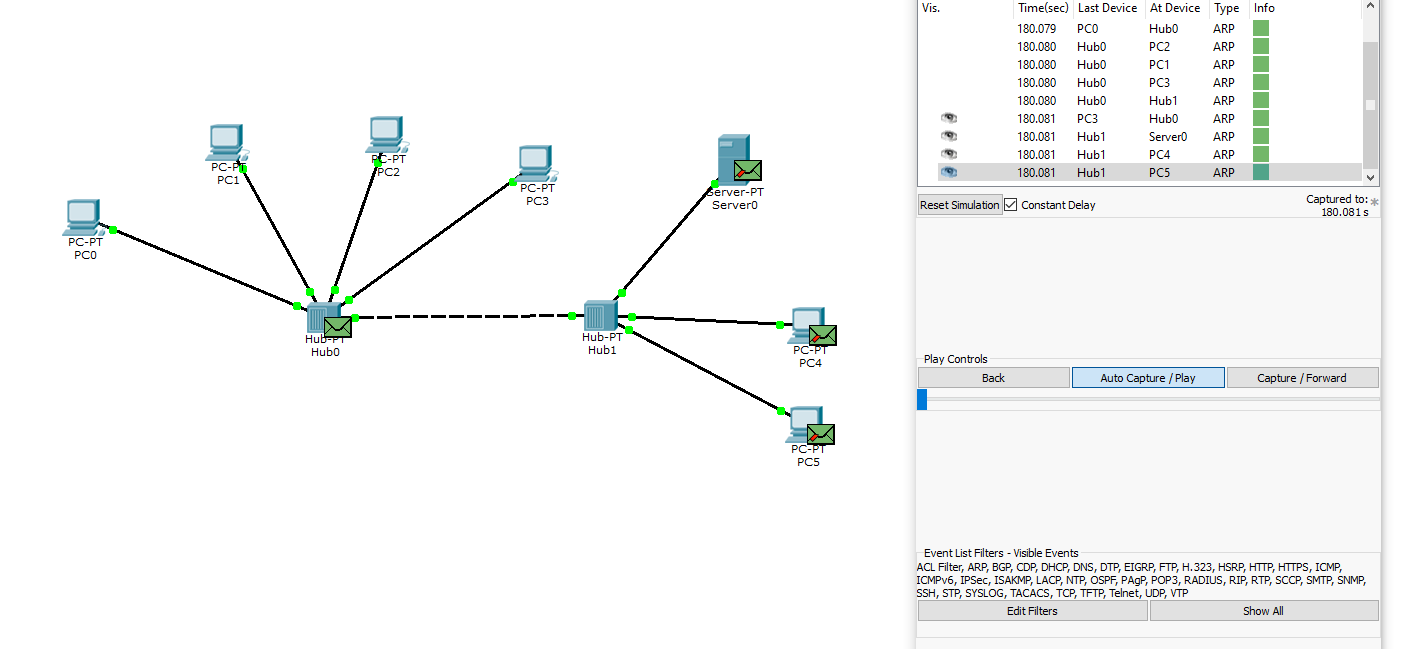 Vis. Time(sec) Last Device At Device Type Info
180.079 PC0 Hub0 ARP
180.080 Hub0 PC2 ARP
180.080 Hub0 PC1 ARP
180.080 Hub0 PC3 ARP
180.080 Hub0 Hub1 ARP
180.081 PC3 Hub0 ARP
180.081 Hub1 Server0 ARP
180.081 Hub1 PC4 ARP
180.081 Hub1 PC5 ARP
Reset Simulation Constant Delay
Captured to: *
180.081 s
PC-PT
PC1
PC-PT
PC2
PC-PT
PC3
Server-PT
Server0
PC-PT
PC0
Hub-PT
Hub0
Hub-PT
Hub1
PC-PT
PC4
PC-PT
PC5
Play Controls
Back Auto Capture / Play Capture / Forward
Event List Filters - Visible Events
ACL Filter, ARP, BGP, CDP, DHCP, DNS, DTP, EIGRP, FTP, H.323, HSRP, HTTP, HTTPS, ICMP,
ICMPv6, IPSec, ISAKMP, LACP, NTP, OSPF, PAgP, POP3, RADIUS, RIP, RTP, SCCP, SMTP, SNMP,
SSH, STP, SYSLOG, TACACS, TCP, TFTP, Telnet, UDP, VTP
Edit Filters Show All